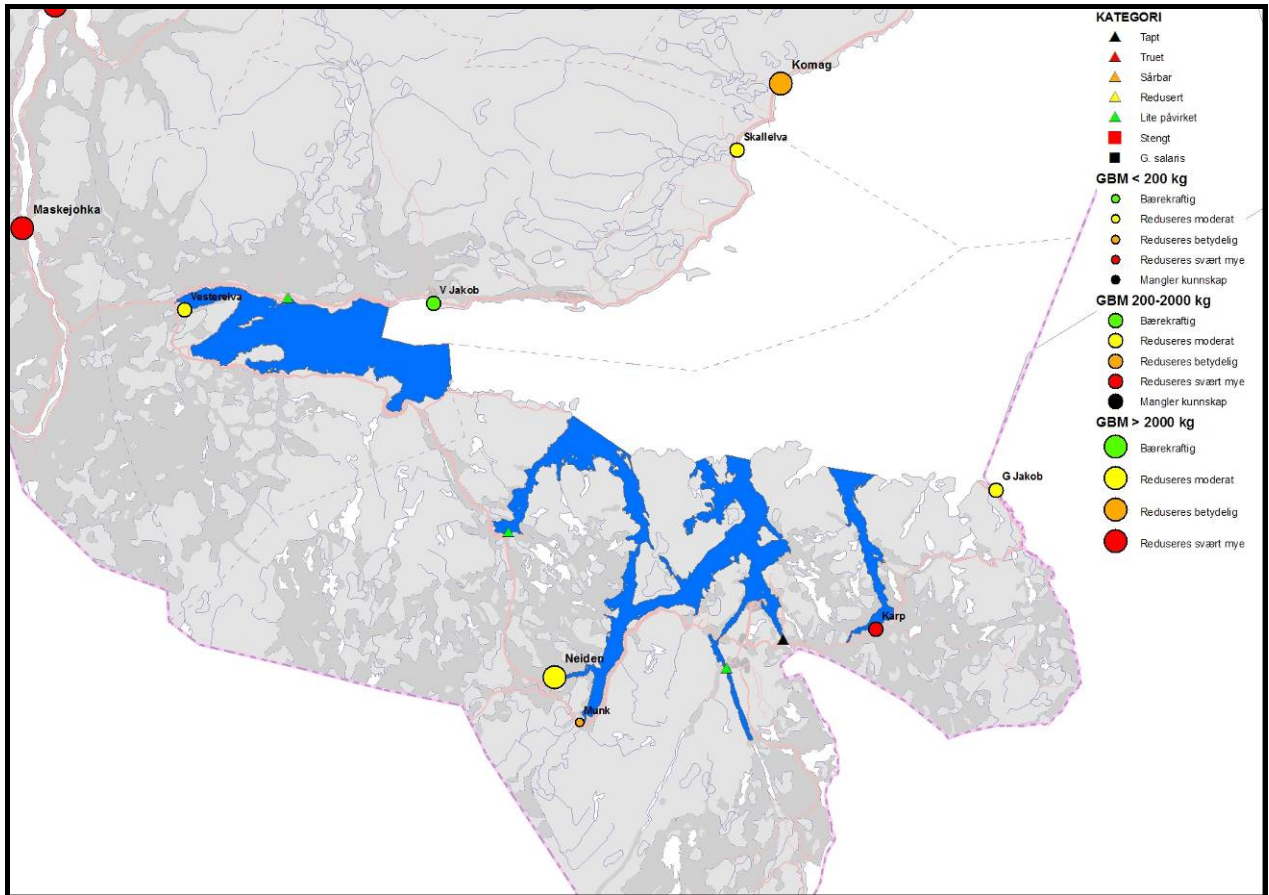 KATEGORI
Tapt
Truet
Sårbar
Redusert
Lite påvirket
Stengt
G. salaris
GBM < 200 kg
Bærekraftig
Reduseres moderat
Reduseres betydelig
Reduseres svært mye
Mangler kunnskap
GBM 200-2000 kg
Bærekraftig
Reduseres moderat
Reduseres betydelig
Reduseres svært mye
Mangler kunnskap
GBM > 2000 kg
Bærekraftig
Reduseres moderat
Reduseres betydelig
Reduseres svært mye
Komag
Skallelva
Maskejohka
V Jakob
Vesterelva
G Jakob
Karp
Neiden
Munk